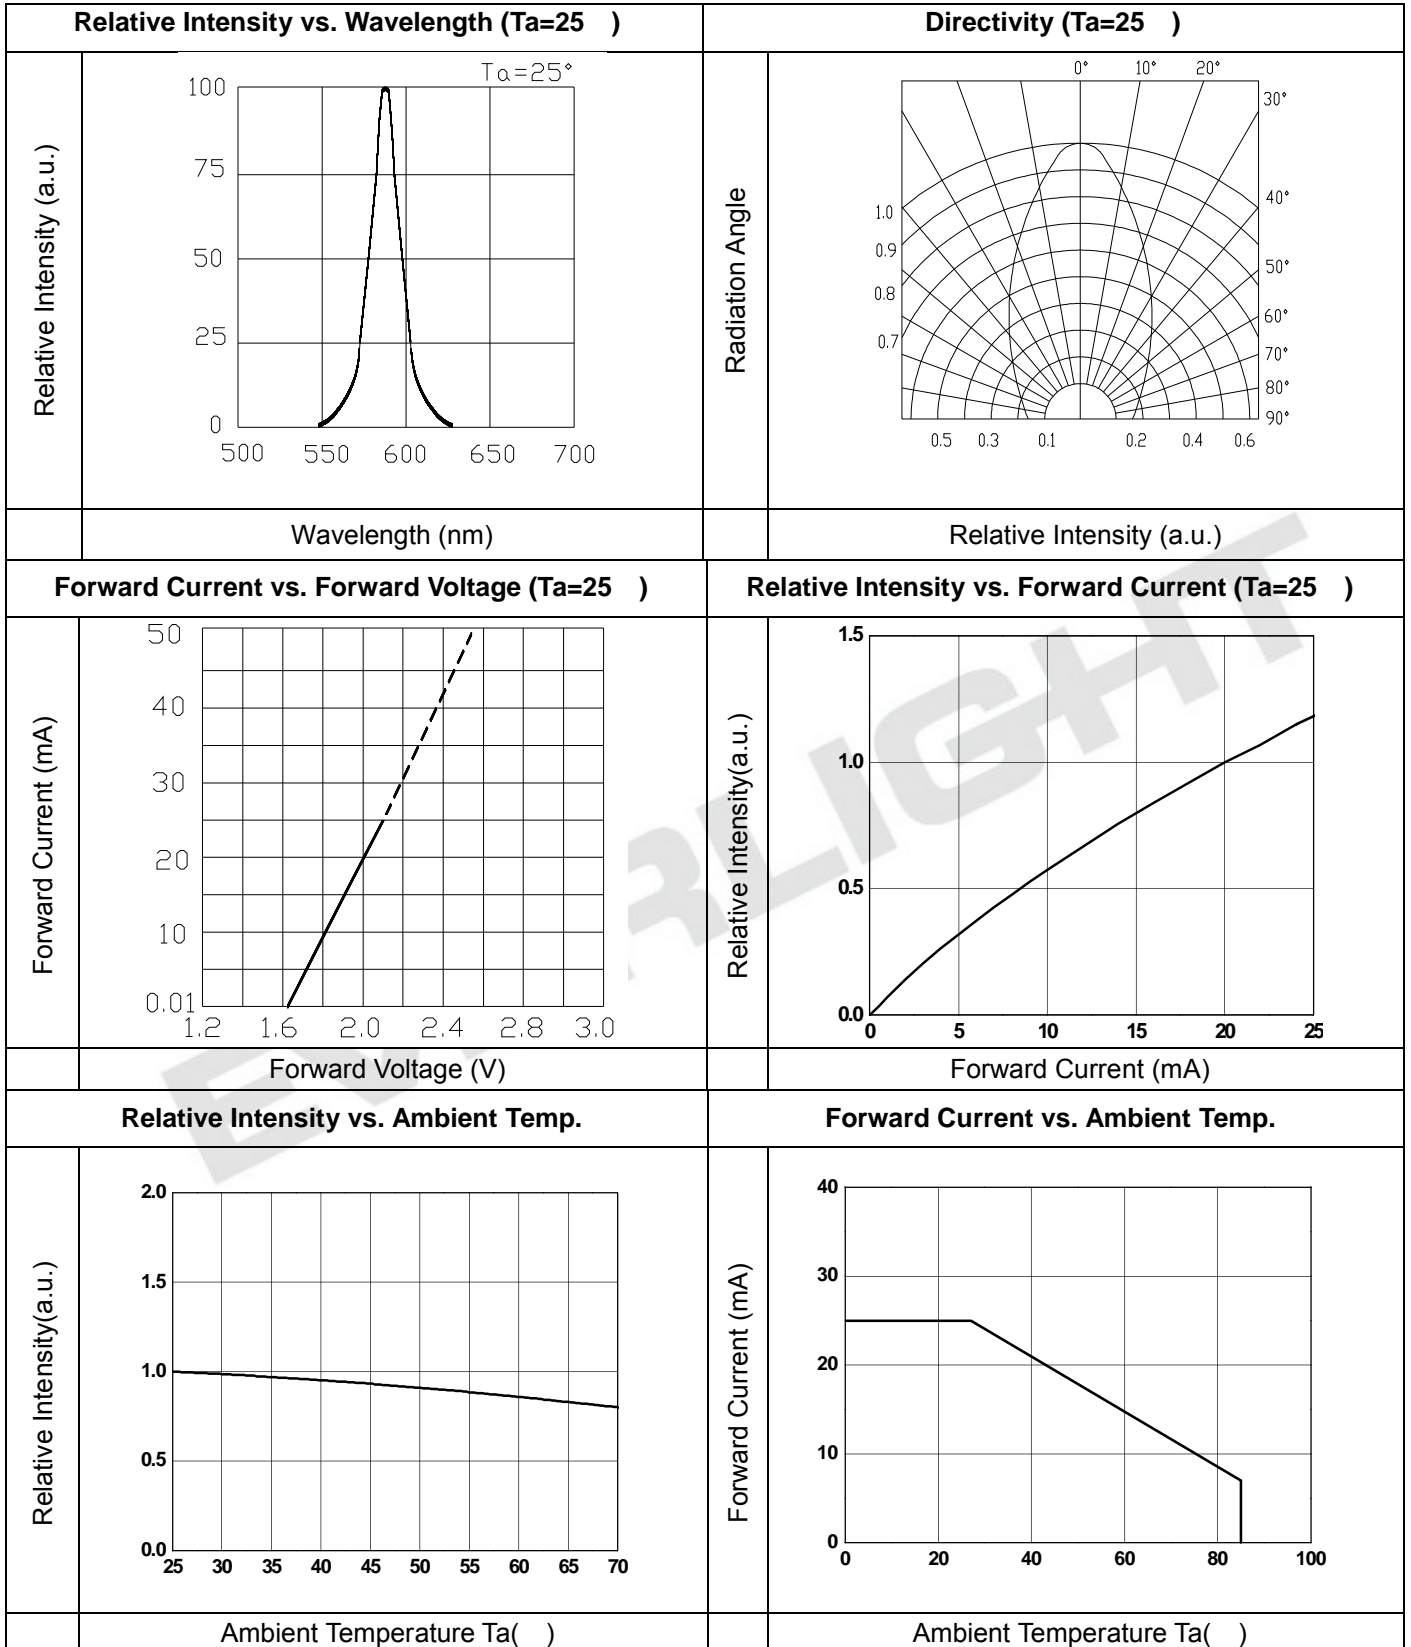 Relative Intensity vs. Wavelength (Ta=25 )
Directivity (Ta=25 )
Relative Intensity (a.u.)
Ta=25°
100
75
50
25
0
500 550 600 650 700
Wavelength (nm)
Radiation Angle
0° 10° 20°
30°
40°
50°
60°
70°
80°
90°
1.0
0.9
0.8
0.7
0.5 0.3 0.1 0.2 0.4 0.6
Relative Intensity (a.u.)
Forward Current vs. Forward Voltage (Ta=25 )
Relative Intensity vs. Forward Current (Ta=25 )
Forward Current (mA)
50
40
30
20
10
0.01
1.2 1.6 2.0 2.4 2.8 3.0
Forward Voltage (V)
Relative Intensity(a.u.)
1.5
1.0
0.5
0.0
0 5 10 15 20 25
Forward Current (mA)
Relative Intensity vs. Ambient Temp.
Forward Current vs. Ambient Temp.
Relative Intensity(a.u.)
2.0
1.5
1.0
0.5
0.0
25 30 35 40 45 50 55 60 65 70
Ambient Temperature Ta( )
Forward Current (mA)
40
30
20
10
0
0 20 40 60 80 100
Ambient Temperature Ta( )
EVERLIGHT